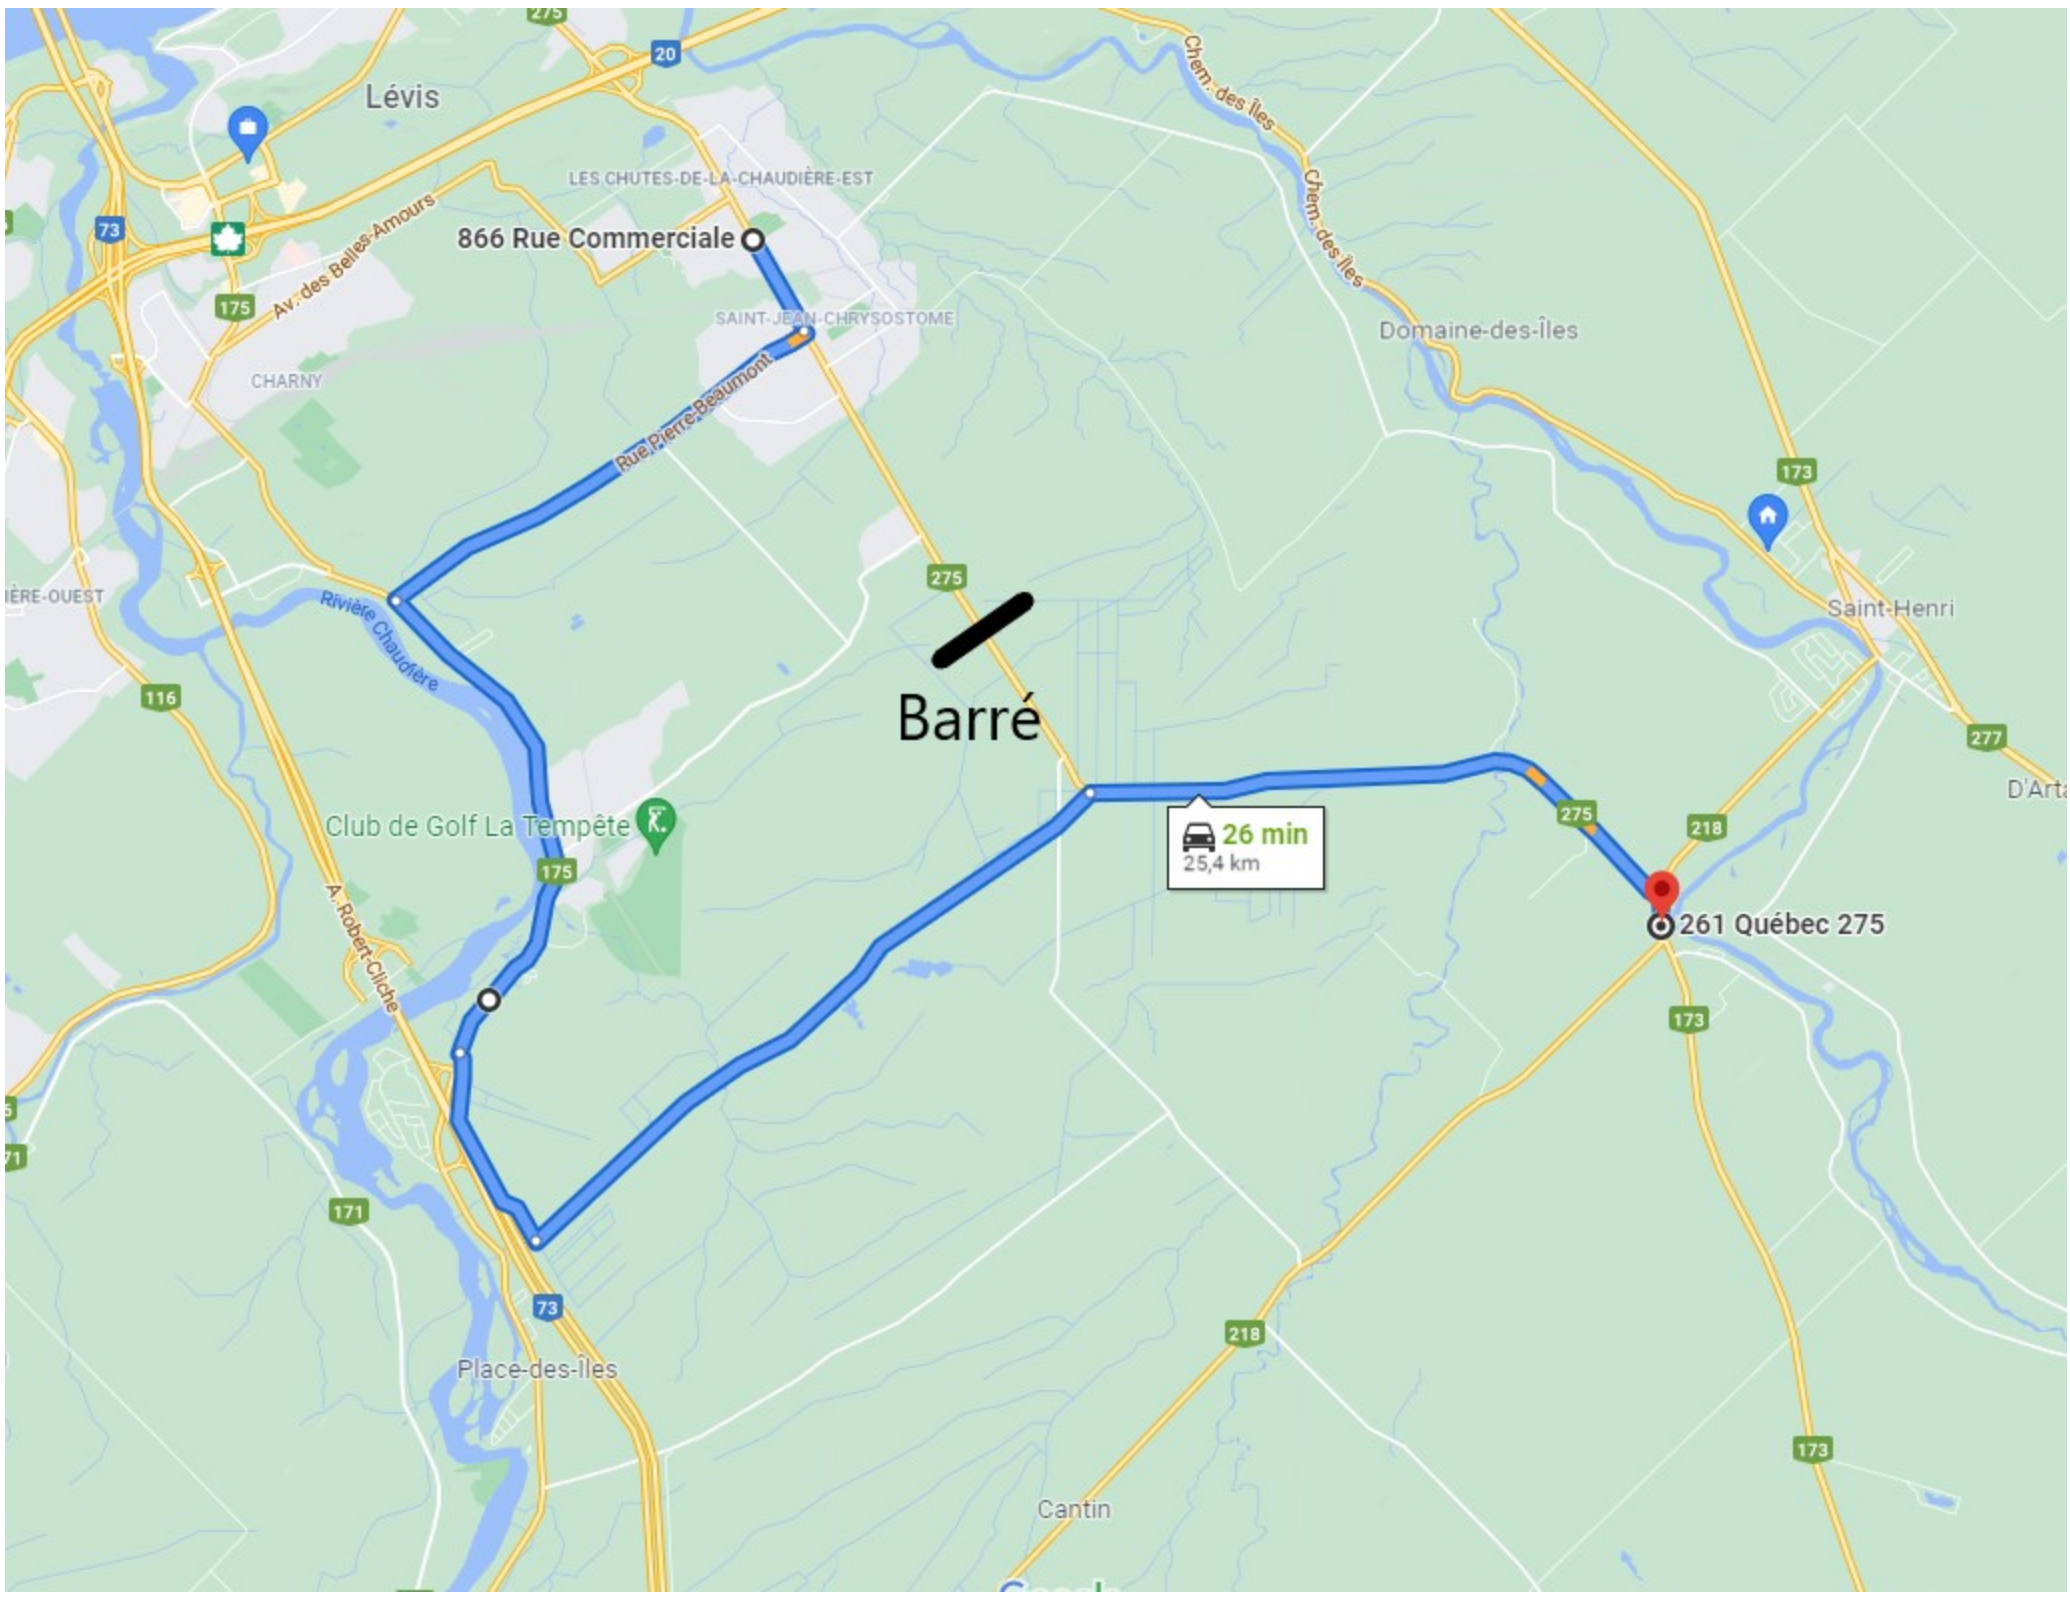 275
20
Lévis
Chem. des Îles
LES CHUTES-DE-LA-CHAUDIÈRE-EST
73
866 Rue Commerciale
Chem. des Îles
175
Av. des Belles-Amours
SAINT-JEAN-CHRYSOSTOME
Domaine-des-Îles
CHARNY
Rue Pierre-Beaumont
173
275
IÈRE-OUEST
Rivière Chaudière
Saint-Henri
116
Barré
277
D'Arta
275
218
26 min
25,4 km
Club de Golf La Tempête
175
A. Robert-Cliche
261 Québec 275
173
71
171
73
218
Place-des-Îles
173
Cantin